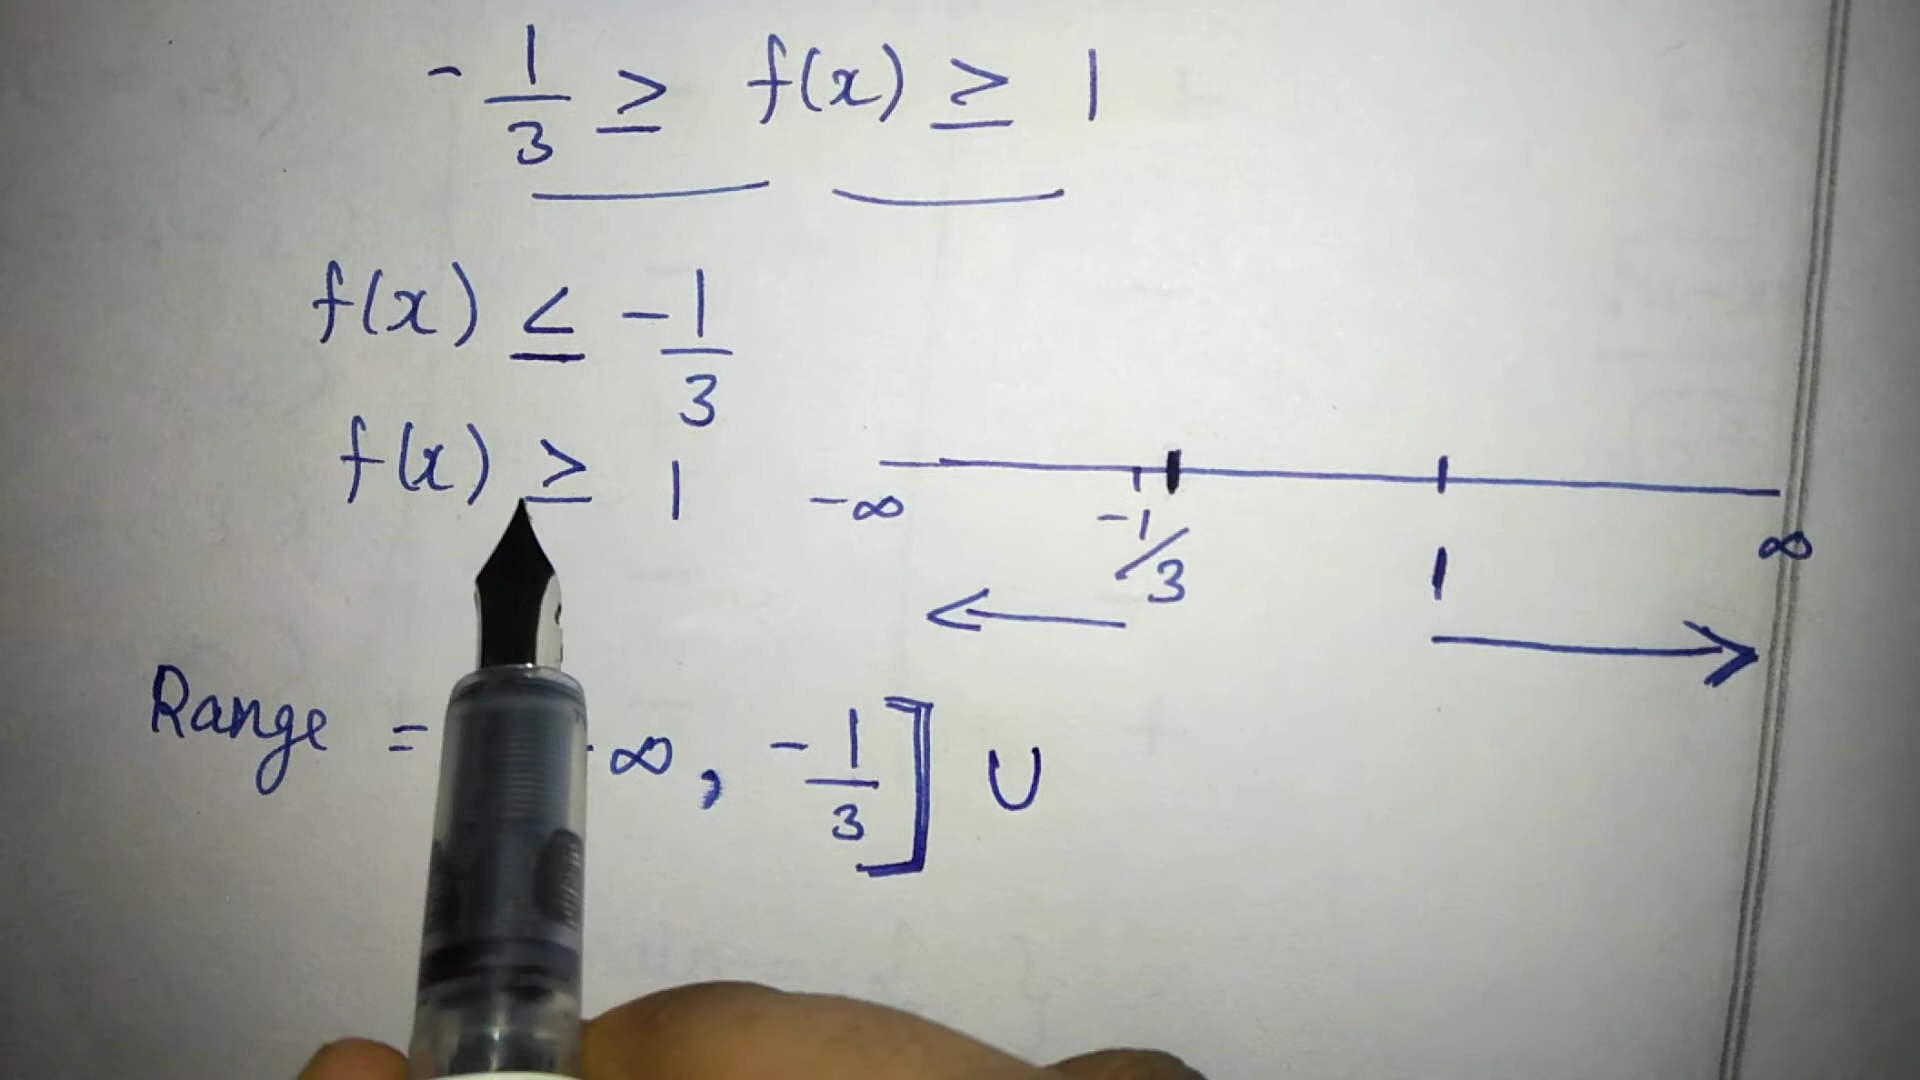 -1/3 ≥ f(x) ≥ 1
f(x) ≤ -1/3
f(x) ≥ 1
-∞ -1/3 1 ∞
Range = ∞, -1/3] ∪